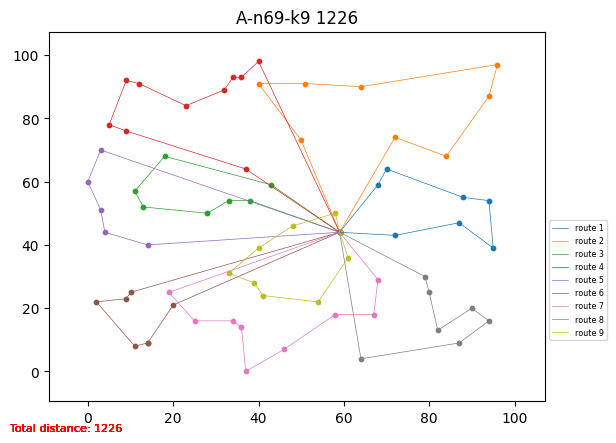 A-n69-k9 1226
100
80
60
40
20
0
0 20 40 60 80 100
route 1
route 2
route 3
route 4
route 5
route 6
route 7
route 8
route 9
Total distance: 1226